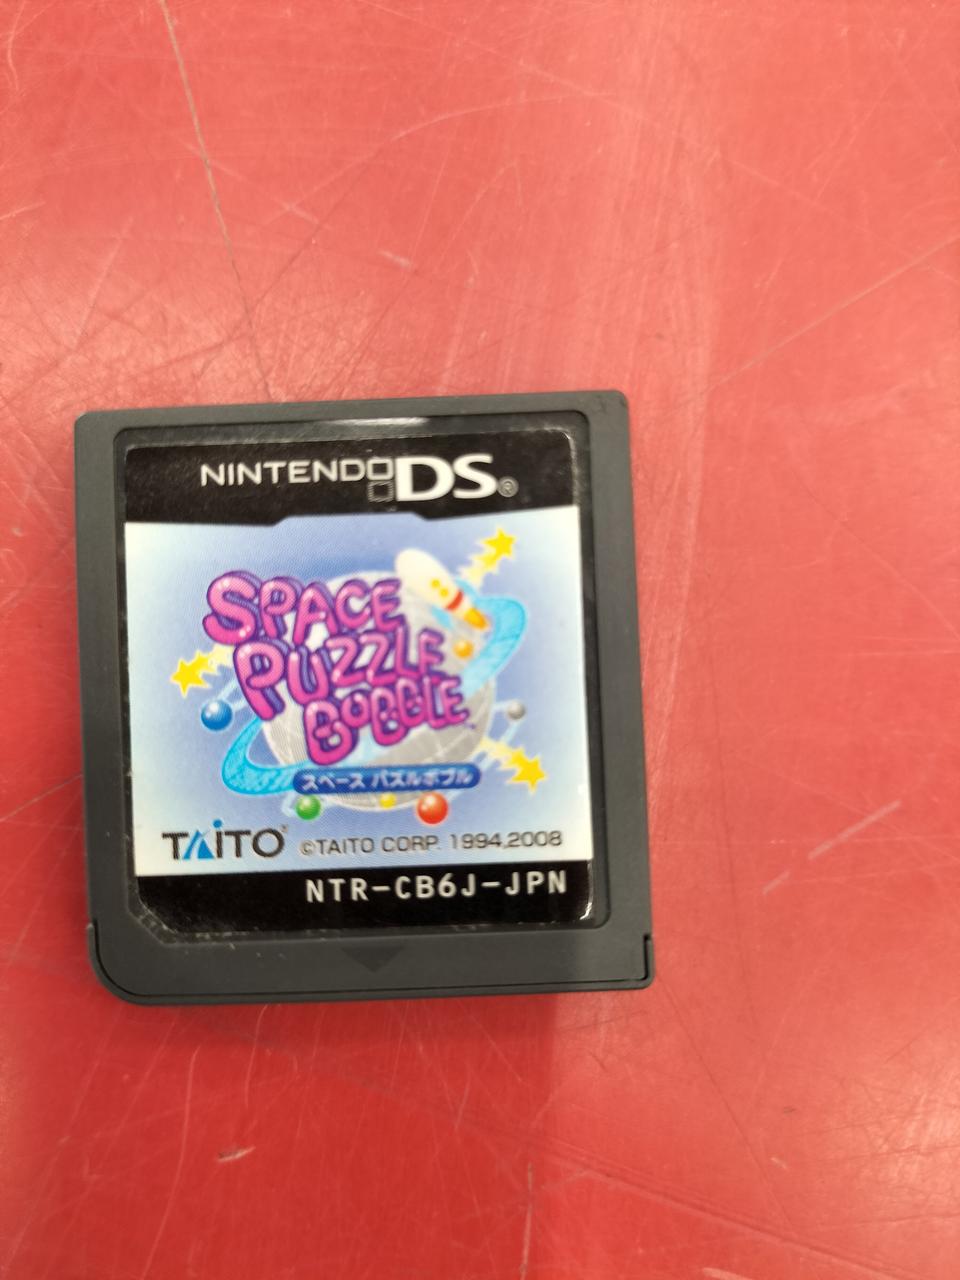 NINTENDO DS®
SPACE
PUZZLE
BOBBLE™
スペース パズルボブル
TAITO® ©TAITO CORP. 1994,2008
NTR-CB6J-JPN